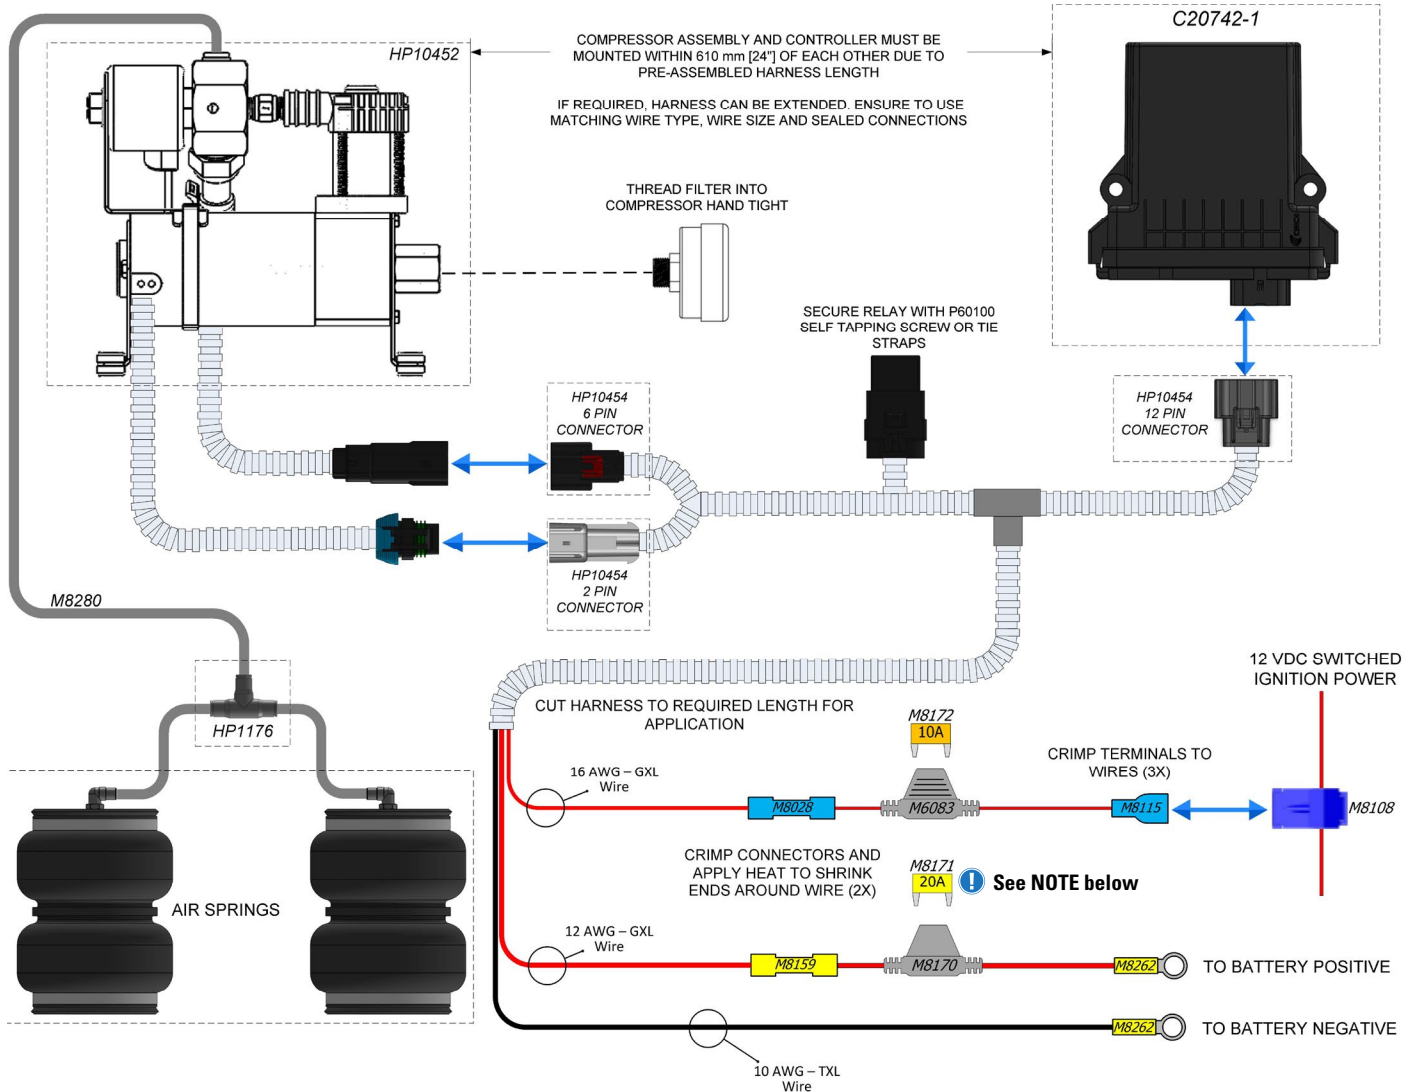 C20742-1
HP10452
COMPRESSOR ASSEMBLY AND CONTROLLER MUST BE
MOUNTED WITHIN 610 mm [24"] OF EACH OTHER DUE TO
PRE-ASSEMBLED HARNESS LENGTH
IF REQUIRED, HARNESS CAN BE EXTENDED. ENSURE TO USE
MATCHING WIRE TYPE, WIRE SIZE AND SEALED CONNECTIONS
THREAD FILTER INTO
COMPRESSOR HAND TIGHT
SECURE RELAY WITH P60100
SELF TAPPING SCREW OR TIE
STRAPS
HP10454
6 PIN
CONNECTOR
HP10454
12 PIN
CONNECTOR
HP10454
2 PIN
CONNECTOR
M8280
HP1176
AIR SPRINGS
12 VDC SWITCHED
IGNITION POWER
CUT HARNESS TO REQUIRED LENGTH FOR
APPLICATION
M8172
10A
CRIMP TERMINALS TO
WIRES (3X)
16 AWG – GXL
Wire
M8028
M6083
M8115
M8108
CRIMP CONNECTORS AND
APPLY HEAT TO SHRINK
ENDS AROUND WIRE (2X)
M8171
20A
! See NOTE below
12 AWG – GXL
Wire
M8159
M8170
M8262
TO BATTERY POSITIVE
M8262
TO BATTERY NEGATIVE
10 AWG – TXL
Wire